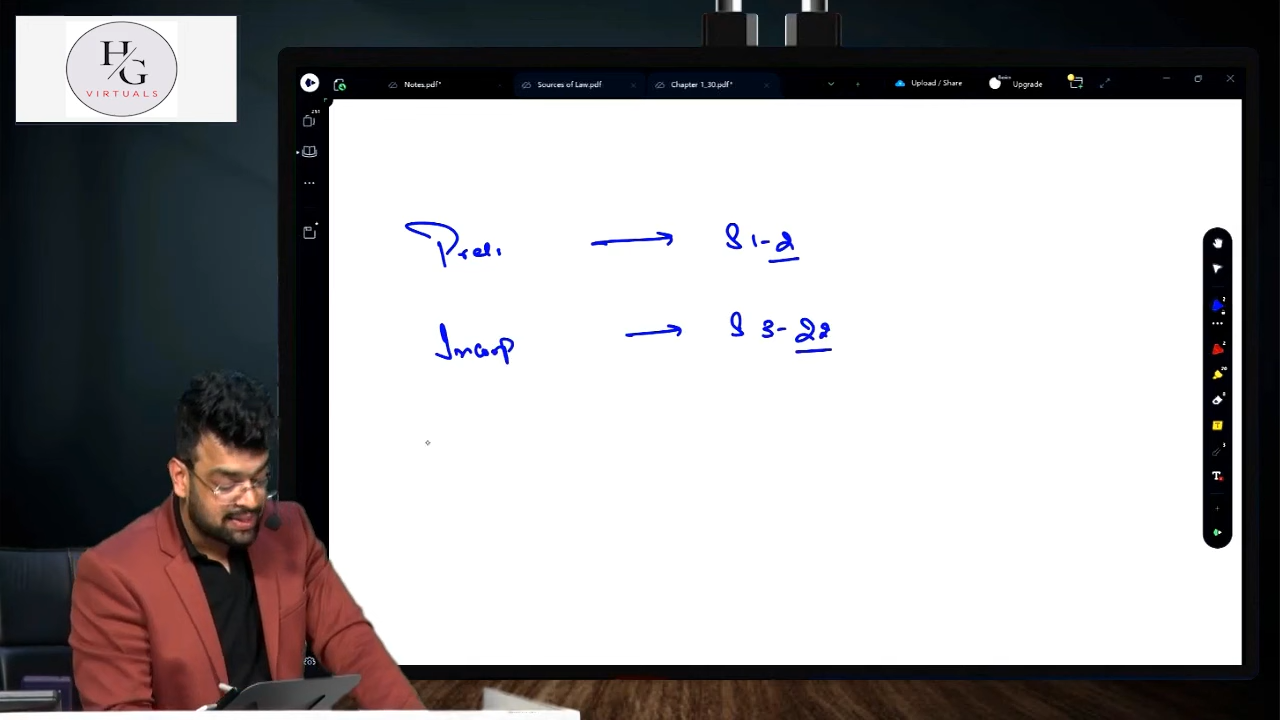 H/G
VIRTUALS
Notes.pdf*
Sources of Law.pdf
Chapter 1_30.pdf*
Upload / Share
Basic
Upgrade
Preli. → S 1-2
Incorp → S 3-22